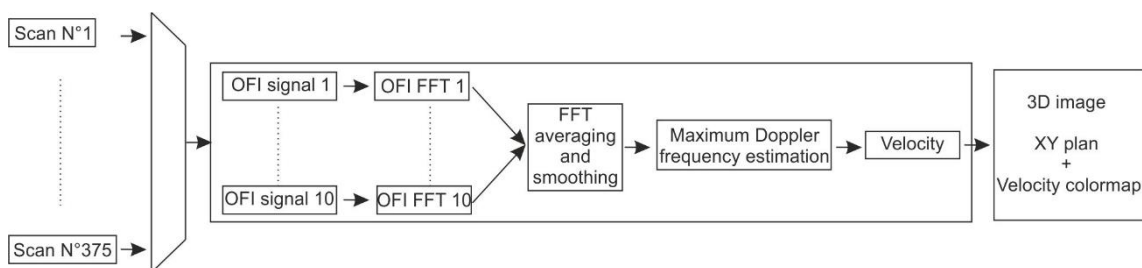 Scan N°1
Scan N°375
OFI signal 1
OFI FFT 1
OFI signal 10
OFI FFT 10
FFT
averaging
and
smoothing
Maximum Doppler
frequency estimation
Velocity
3D image
XY plan
+
Velocity colormap